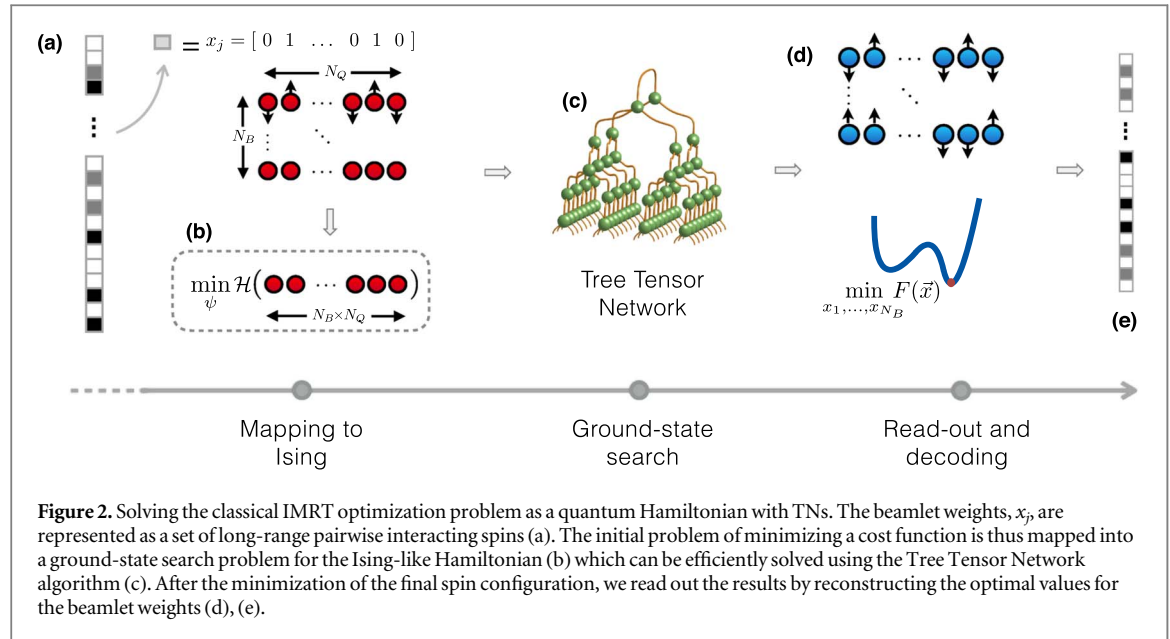 (a)
= x_j = [ 0 1 ... 0 1 0 ]
N_Q
N_B
(b)
min H( ... )
ψ
N_B×N_Q
(c)
Tree Tensor
Network
(d)
min F(x⃗)
x_1,...,x_{N_B}
(e)
Mapping to
Ising
Ground-state
search
Read-out and
decoding
Figure 2. Solving the classical IMRT optimization problem as a quantum Hamiltonian with TNs. The beamlet weights, x_j, are
represented as a set of long-range pairwise interacting spins (a). The initial problem of minimizing a cost function is thus mapped into
a ground-state search problem for the Ising-like Hamiltonian (b) which can be efficiently solved using the Tree Tensor Network
algorithm (c). After the minimization of the final spin configuration, we read out the results by reconstructing the optimal values for
the beamlet weights (d), (e).